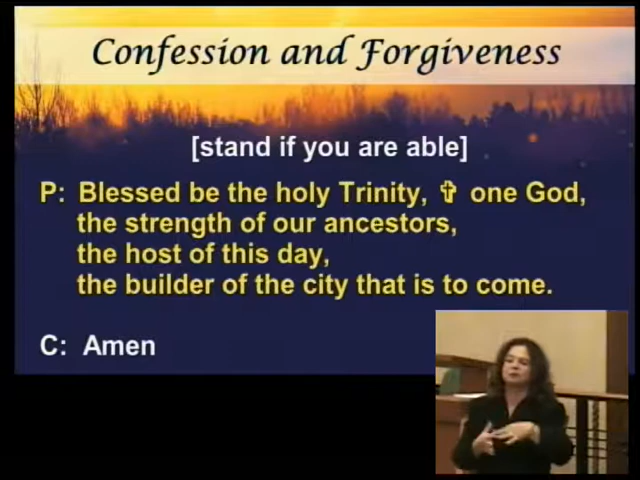 Confession and Forgiveness
[stand if you are able]
P: Blessed be the holy Trinity, ✞ one God,
the strength of our ancestors,
the host of this day,
the builder of the city that is to come.
C: Amen